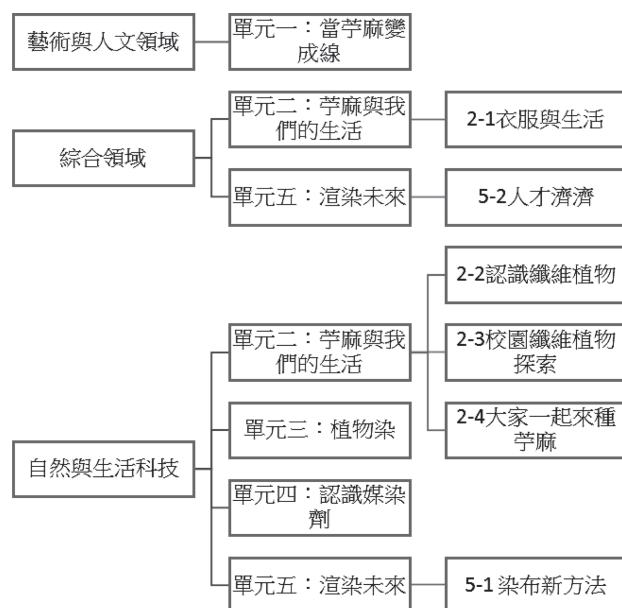 藝術與人文領域
單元一：當苧麻變
成線
綜合領域
單元二：苧麻與我
們的生活
2-1衣服與生活
單元五：渲染未來
5-2人才濟濟
自然與生活科技
單元二：苧麻與我
們的生活
2-2認識纖維植物
2-3校園纖維植物
探索
2-4大家一起來種
苧麻
單元三：植物染
單元四：認識媒染
劑
單元五：渲染未來
5-1染布新方法